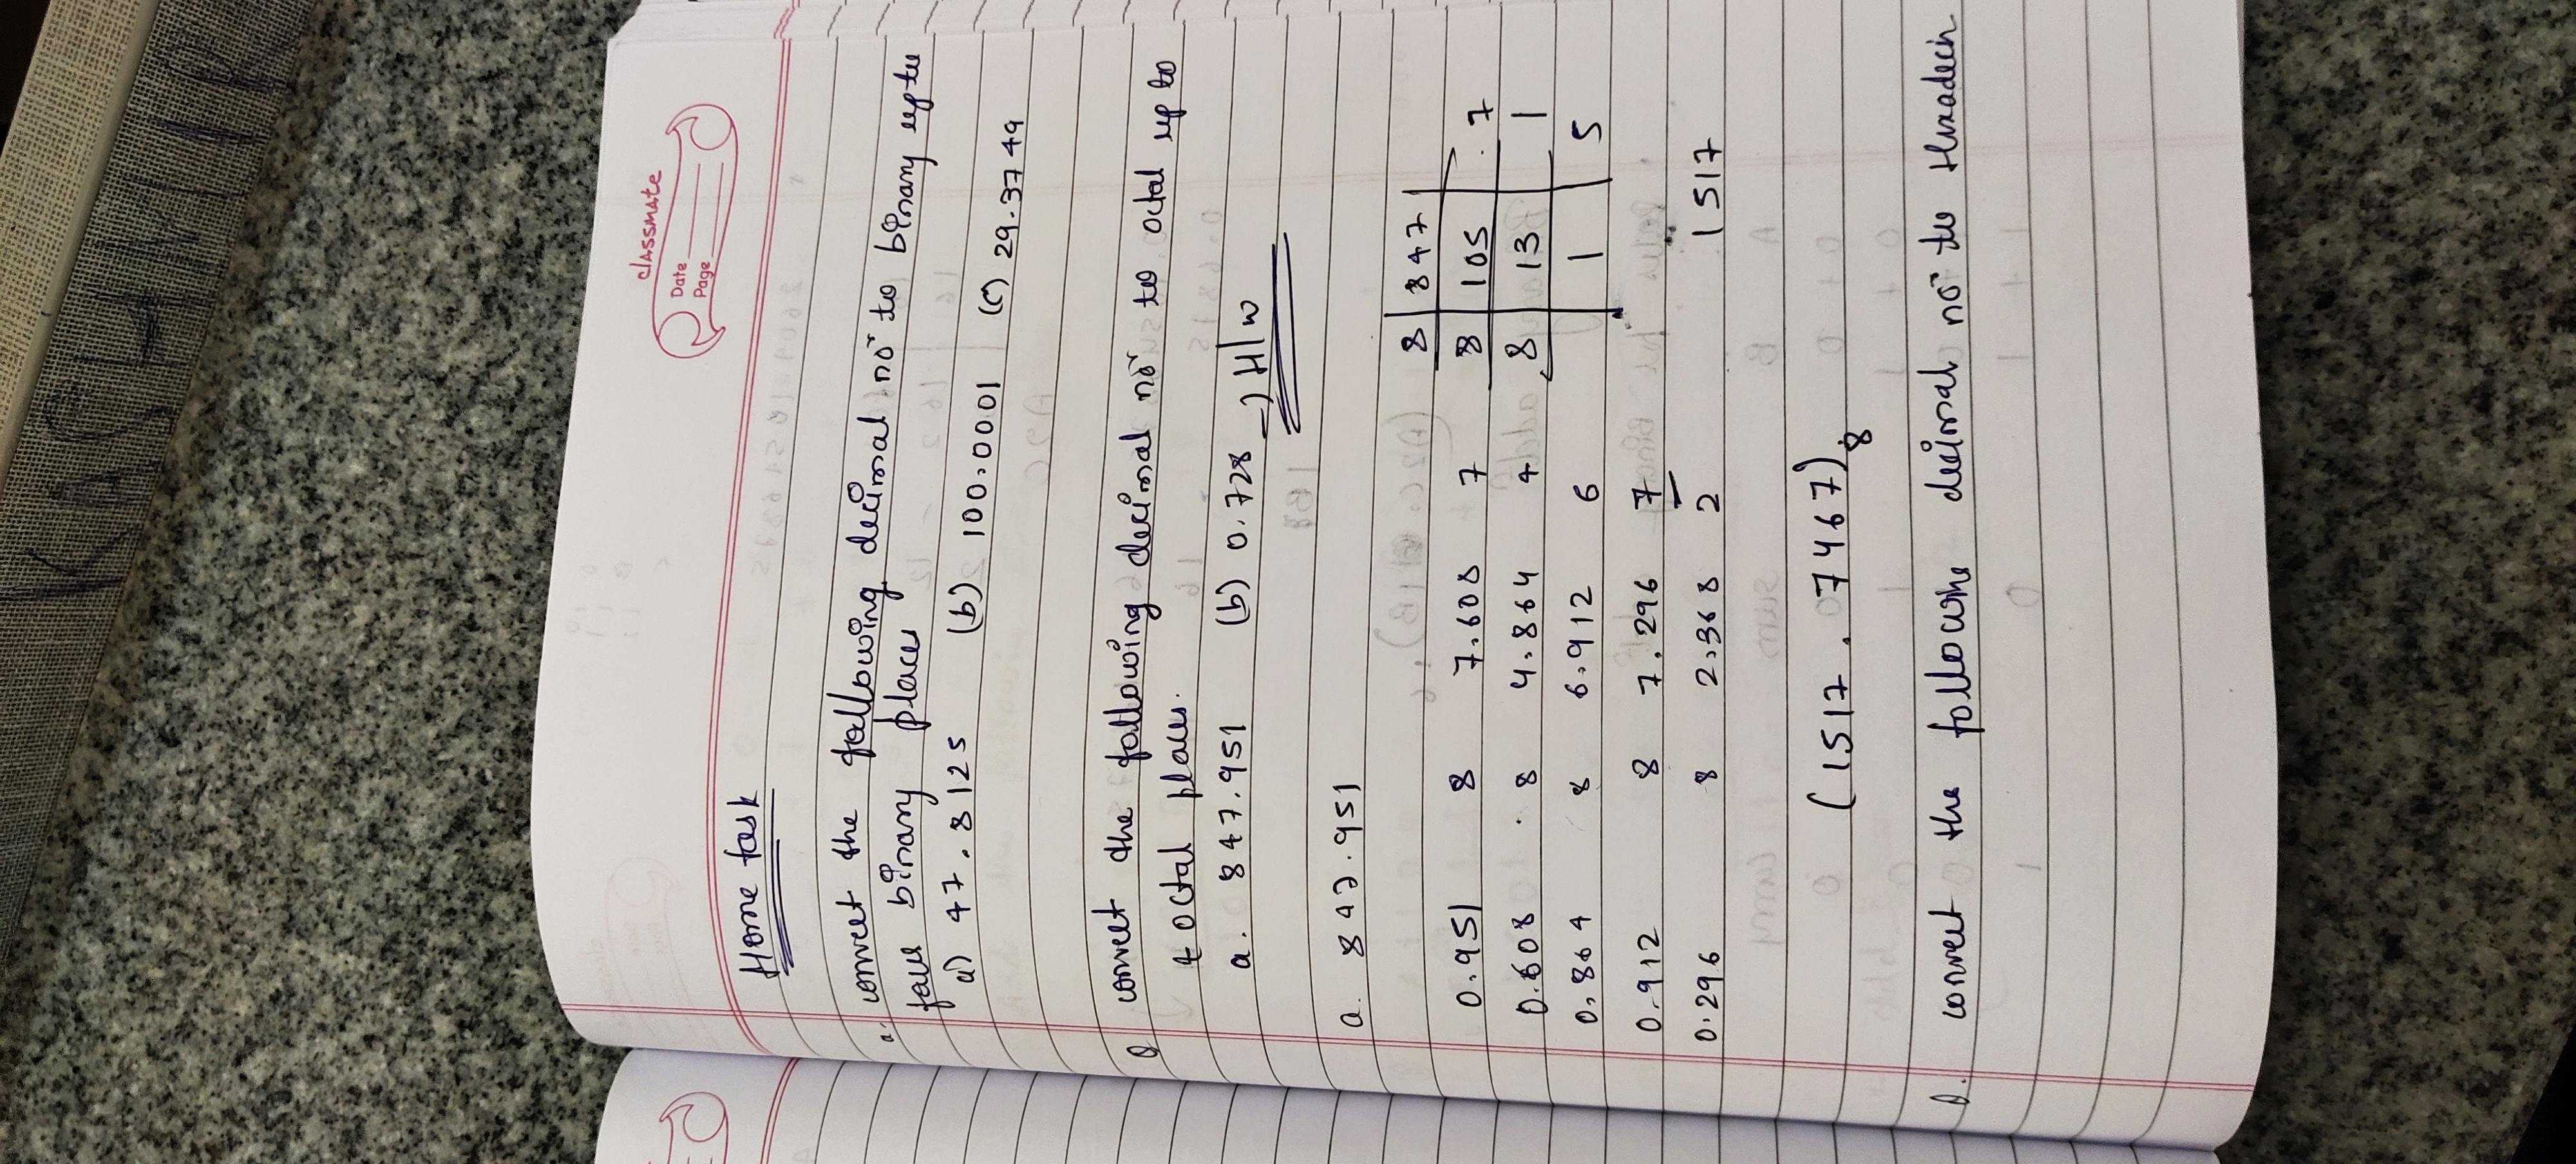 KASHMIR
classmate
Date
Page
Home task
convert the following decimal no to binary upto
four binary places
a) 47.8125 (b) 100.0001 (c) 29.3749
Q convert the following decimal no to octal up to
4 octal places.
a. 847.951 (b) 0.728 → H/w
a. 847.951
8 847
0.951 8 7.608 7 8 105 7
0.608 8 4.864 4 8 13 1
0.864 8 6.912 6 1 5
0.912 8 7.296 7
0.296 8 2.368 2 1517
(1517.7467)8
Q. convert the following decimal no to Hexadecim